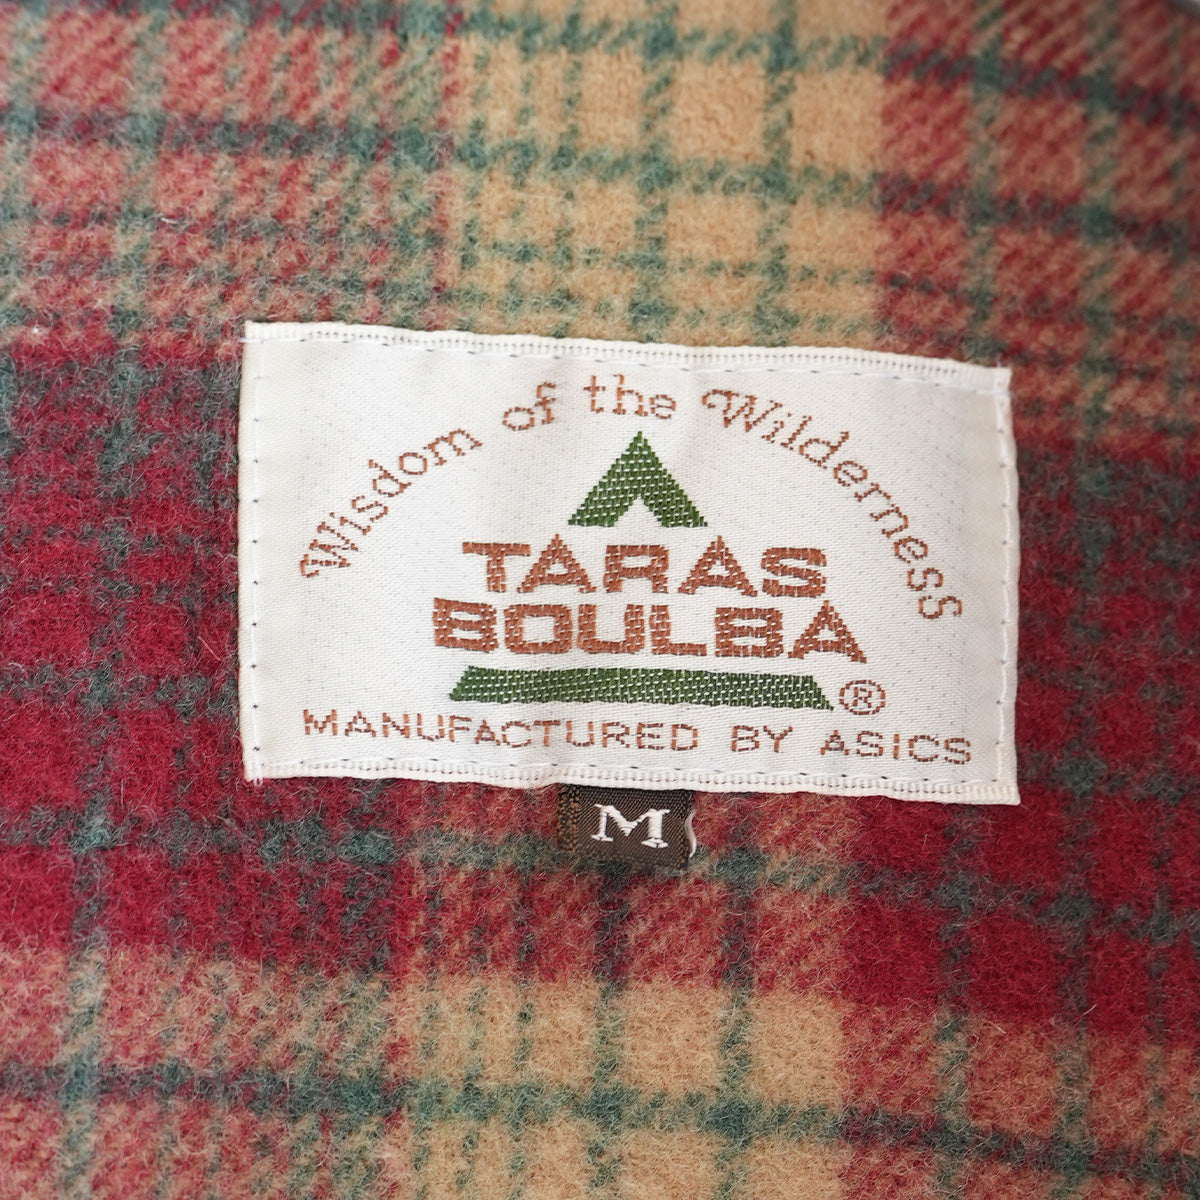 Wisdom of the Wilderness
TARAS
BOULBA
®
MANUFACTURED BY ASICS
M